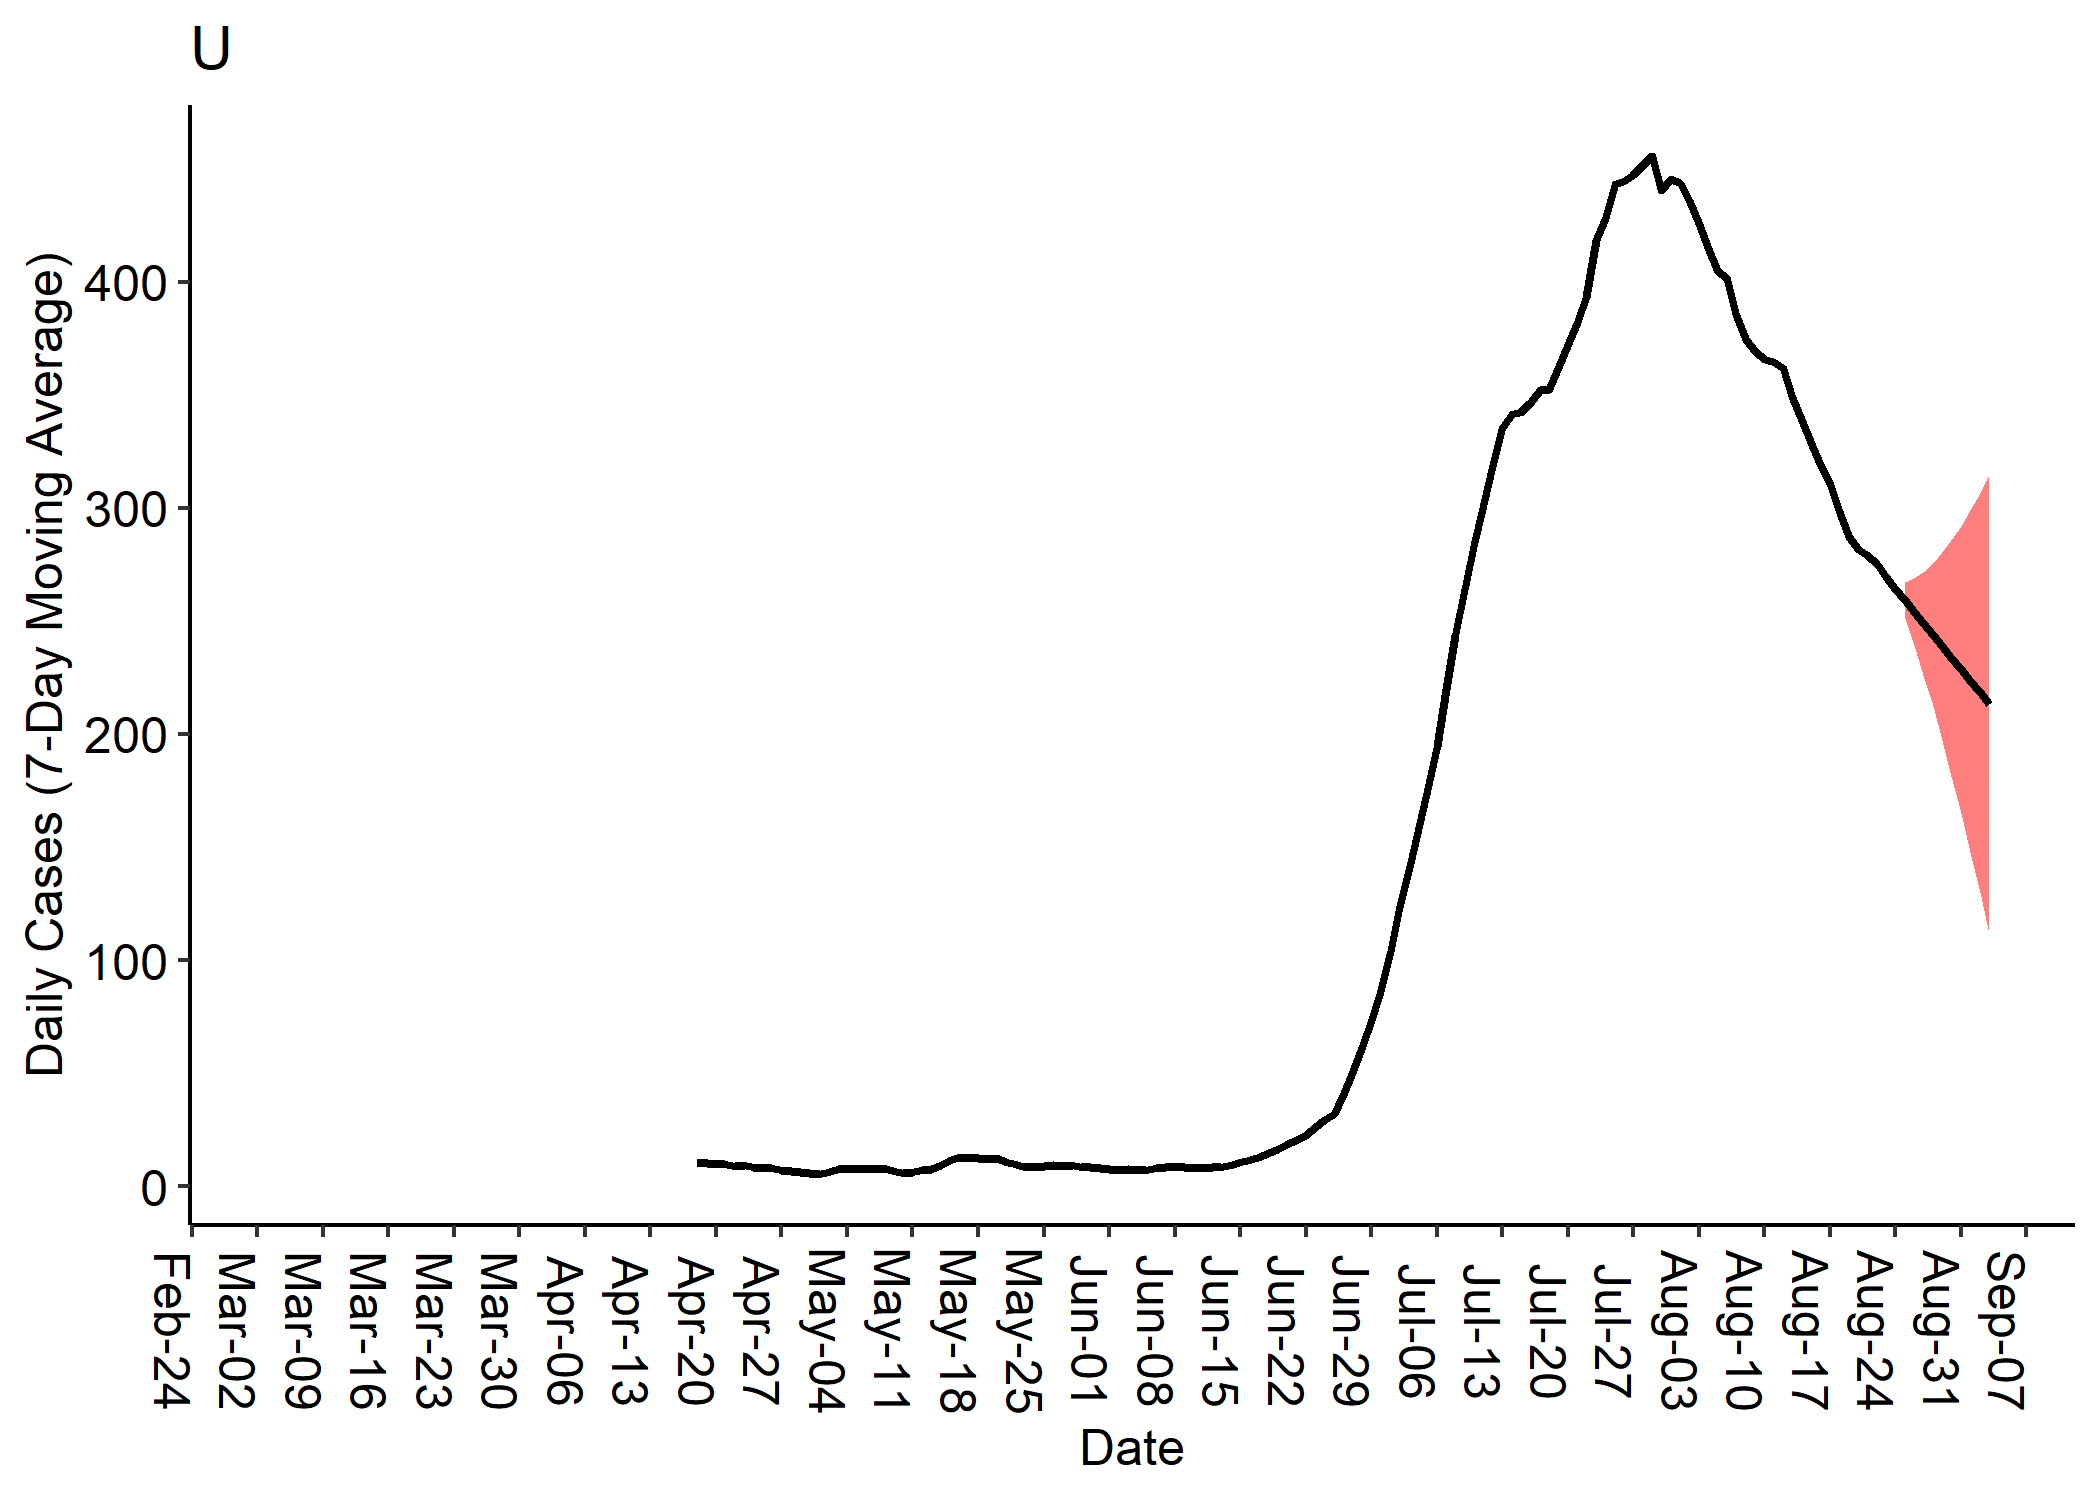 U
Daily Cases (7-Day Moving Average)
400
300
200
100
0
Feb-24
Mar-02
Mar-09
Mar-16
Mar-23
Mar-30
Apr-06
Apr-13
Apr-20
Apr-27
May-04
May-11
May-18
May-25
Jun-01
Jun-08
Jun-15
Jun-22
Jun-29
Jul-06
Jul-13
Jul-20
Jul-27
Aug-03
Aug-10
Aug-17
Aug-24
Aug-31
Sep-07
Date